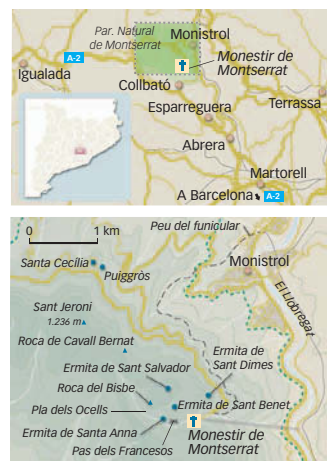 Par. Natural
de Montserrat
Monistrol
A-2
Monestir de
Montserrat
Igualada
Collbató
Esparreguera
Terrassa
Abrera
Martorell
A Barcelona
A-2
0 1 km
Peu del funicular
Santa Cecília
Puiggròs
Monistrol
El Llobregat
Sant Jeroni
1.236 m
Roca de Cavall Bernat
Ermita de
Sant Dimes
Ermita de Sant Salvador
Roca del Bisbe
Ermita de Sant Benet
Pla dels Ocells
Ermita de Santa Anna
Monestir de
Montserrat
Pas dels Francesos